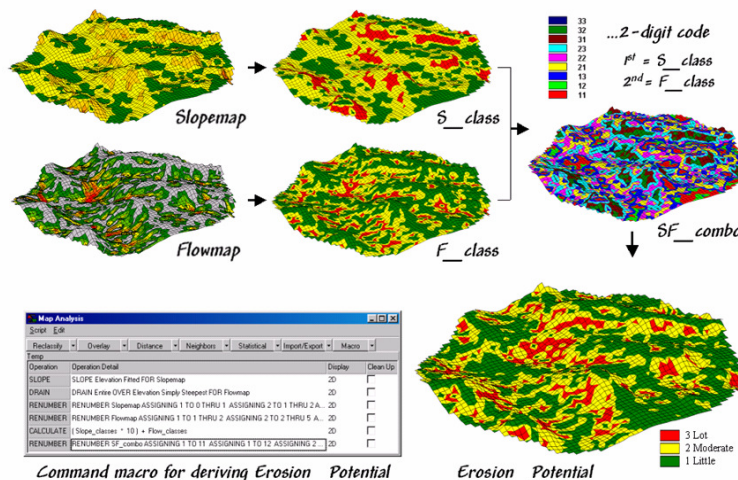 33
32
31
23
22
21
13
12
11
...2-digit code
1st = S__class
2nd = F__class
Slopemap
S__class
Flowmap
F__class
SF__combo
Map Analysis
Script Edit
Reclassify Overlay Distance Neighbors Statistical Import/Export Macro
Temp
Operation Operation Detail Display Clean Up
SLOPE SLOPE Elevation Fitted FOR Slopemap 2D
DRAIN DRAIN Entire OVER Elevation Simply Steepest FOR Flowmap 2D
RENUMBER RENUMBER Slopemap ASSIGNING 1 TO 0 THRU 1 ASSIGNING 2 TO 1 THRU 2 A... 2D
RENUMBER RENUMBER Flowmap ASSIGNING 1 TO 1 THRU 2 ASSIGNING 2 TO 2 THRU 5 A... 2D
CALCULATE ( Slope_classes * 10 ) + Flow_classes 2D
RENUMBER RENUMBER SF_combo ASSIGNING 1 TO 11 ASSIGNING 1 TO 12 ASSIGNING 2 ... 2D
3 Lot
2 Moderate
1 Little
Command macro for deriving Erosion Potential
Erosion Potential